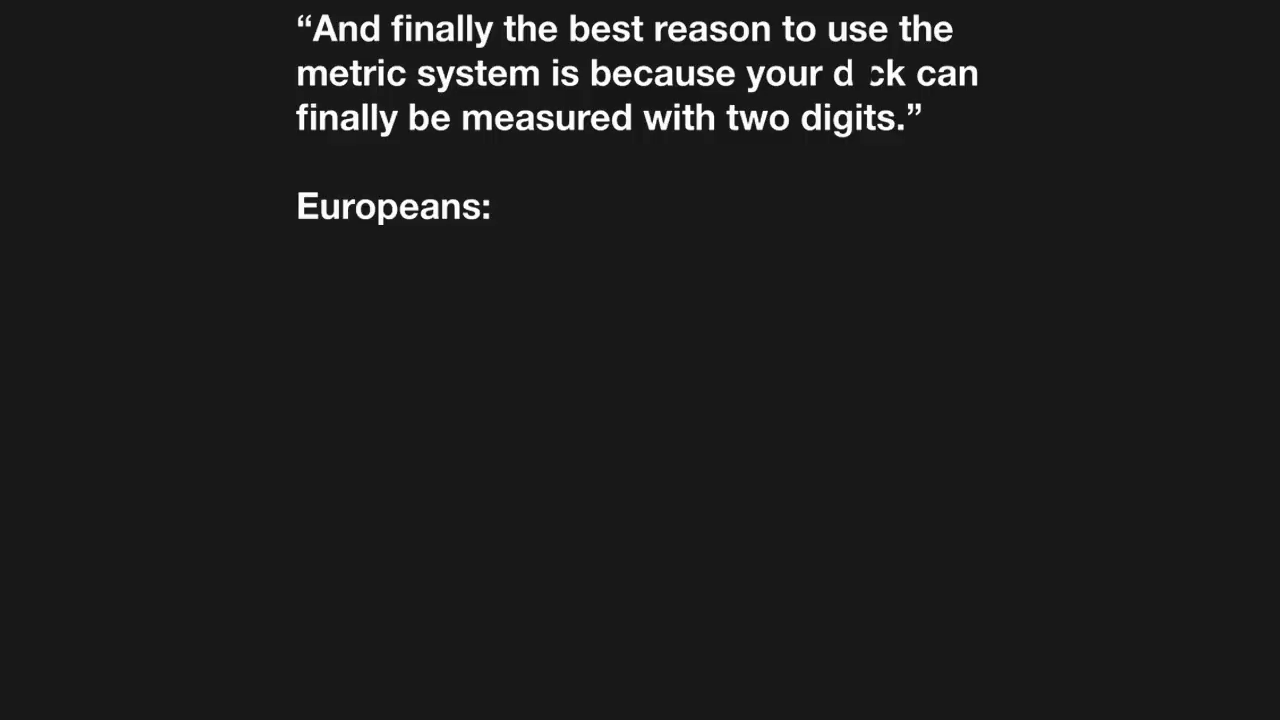 “And finally the best reason to use the
metric system is because your d ck can
finally be measured with two digits.”
Europeans: